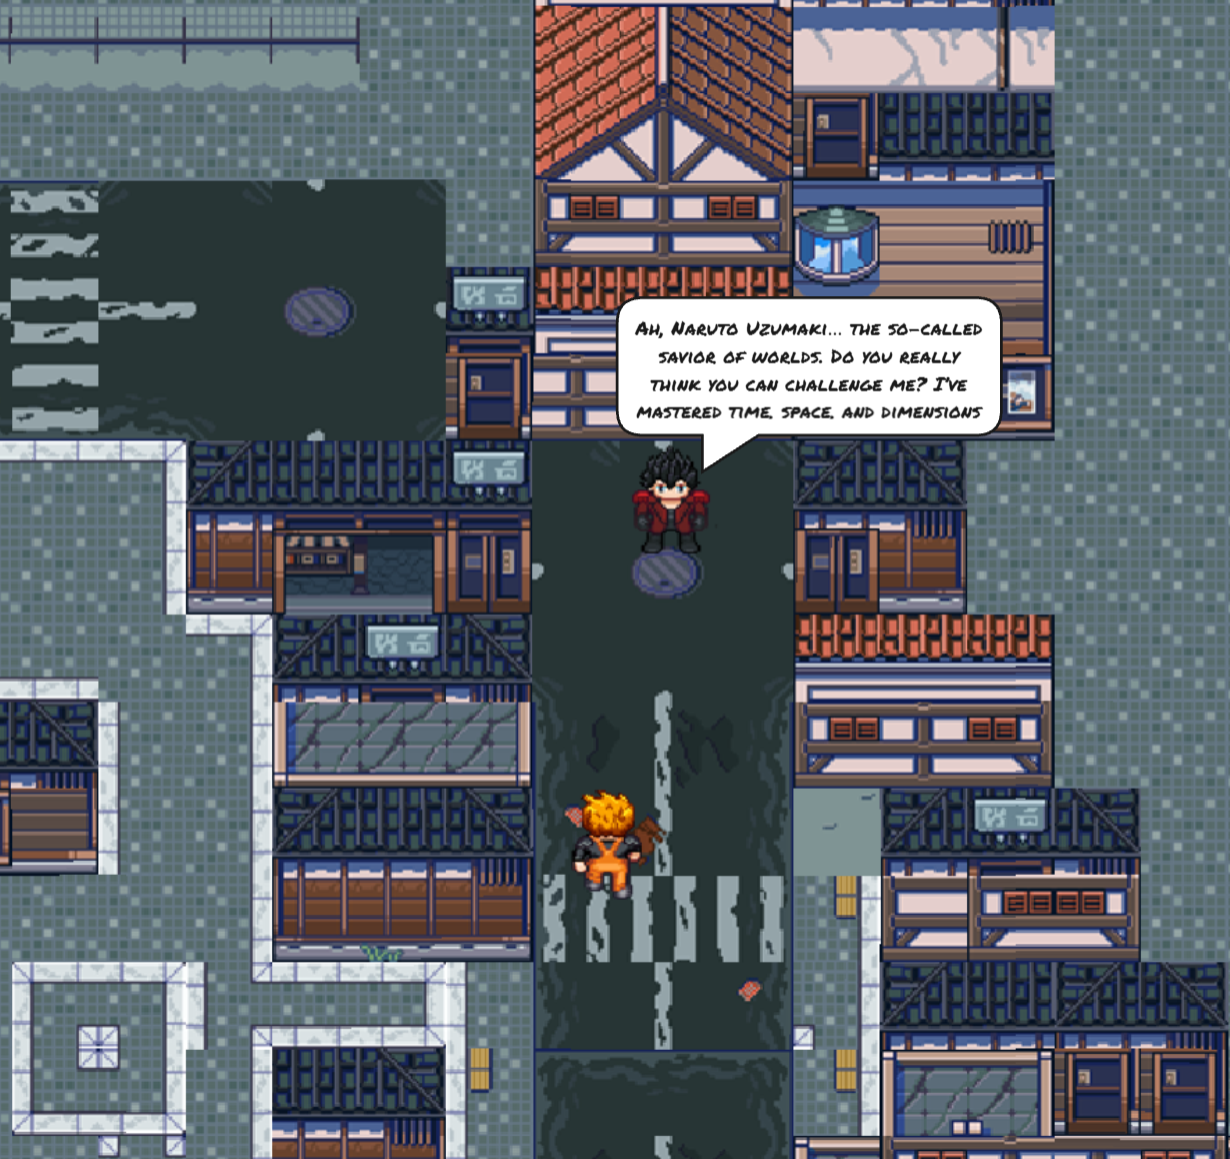 Ah, Naruto Uzumaki... the so-called
savior of worlds. Do you really
think you can challenge me? I've
mastered time, space, and dimensions